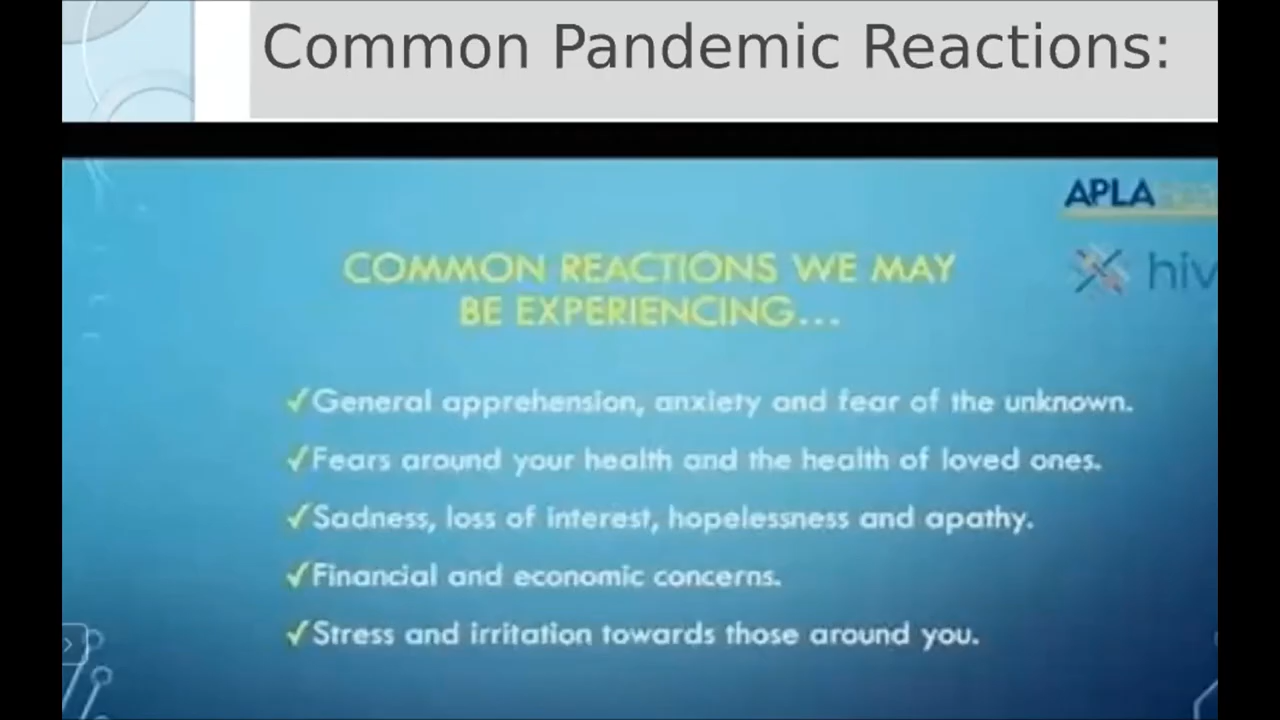 Common Pandemic Reactions:
APLA
hiv
COMMON REACTIONS WE MAY
BE EXPERIENCING...
✓General apprehension, anxiety and fear of the unknown.
✓Fears around your health and the health of loved ones.
✓Sadness, loss of interest, hopelessness and apathy.
✓Financial and economic concerns.
✓Stress and irritation towards those around you.